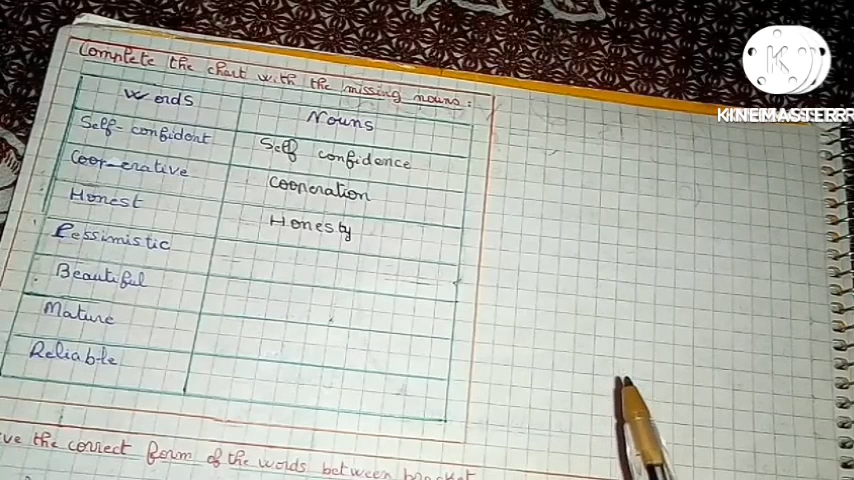 Complete the chart with the missing nouns:
Words Nouns
Self-confident Self confidence
Cooperative Cooperation
Honest Honesty
Pessimistic
Beautiful
Mature
Reliable
ve the correct form of the words between bracket
K
KINEMASTER